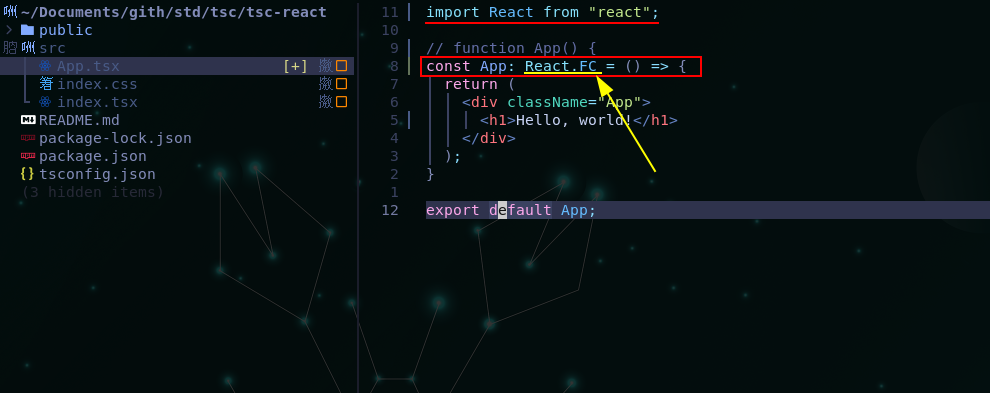 ~/Documents/gith/std/tsc/tsc-react
public
src
App.tsx [+]
index.css
index.tsx
README.md
package-lock.json
package.json
tsconfig.json
(3 hidden items)
11 import React from "react";
10
9 // function App() {
8 const App: React.FC = () => {
7 return (
6 <div className="App">
5 <h1>Hello, world!</h1>
4 </div>
3 );
2 }
1
12 export default App;